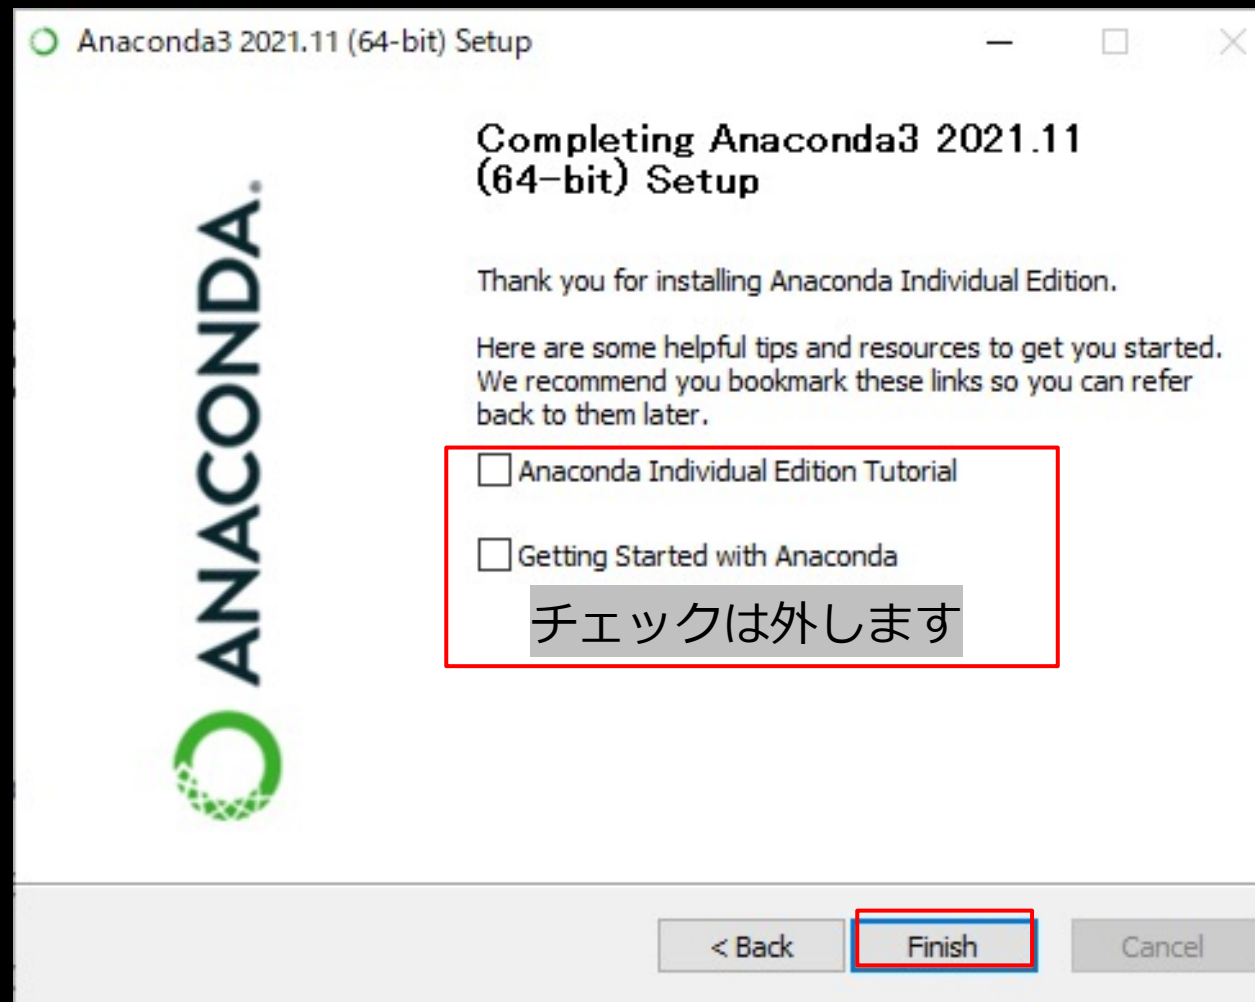 Anaconda3 2021.11 (64-bit) Setup
ANACONDA.
Completing Anaconda3 2021.11
(64-bit) Setup
Thank you for installing Anaconda Individual Edition.
Here are some helpful tips and resources to get you started.
We recommend you bookmark these links so you can refer
back to them later.
Anaconda Individual Edition Tutorial
Getting Started with Anaconda
チェックは外します
< Back
Finish
Cancel